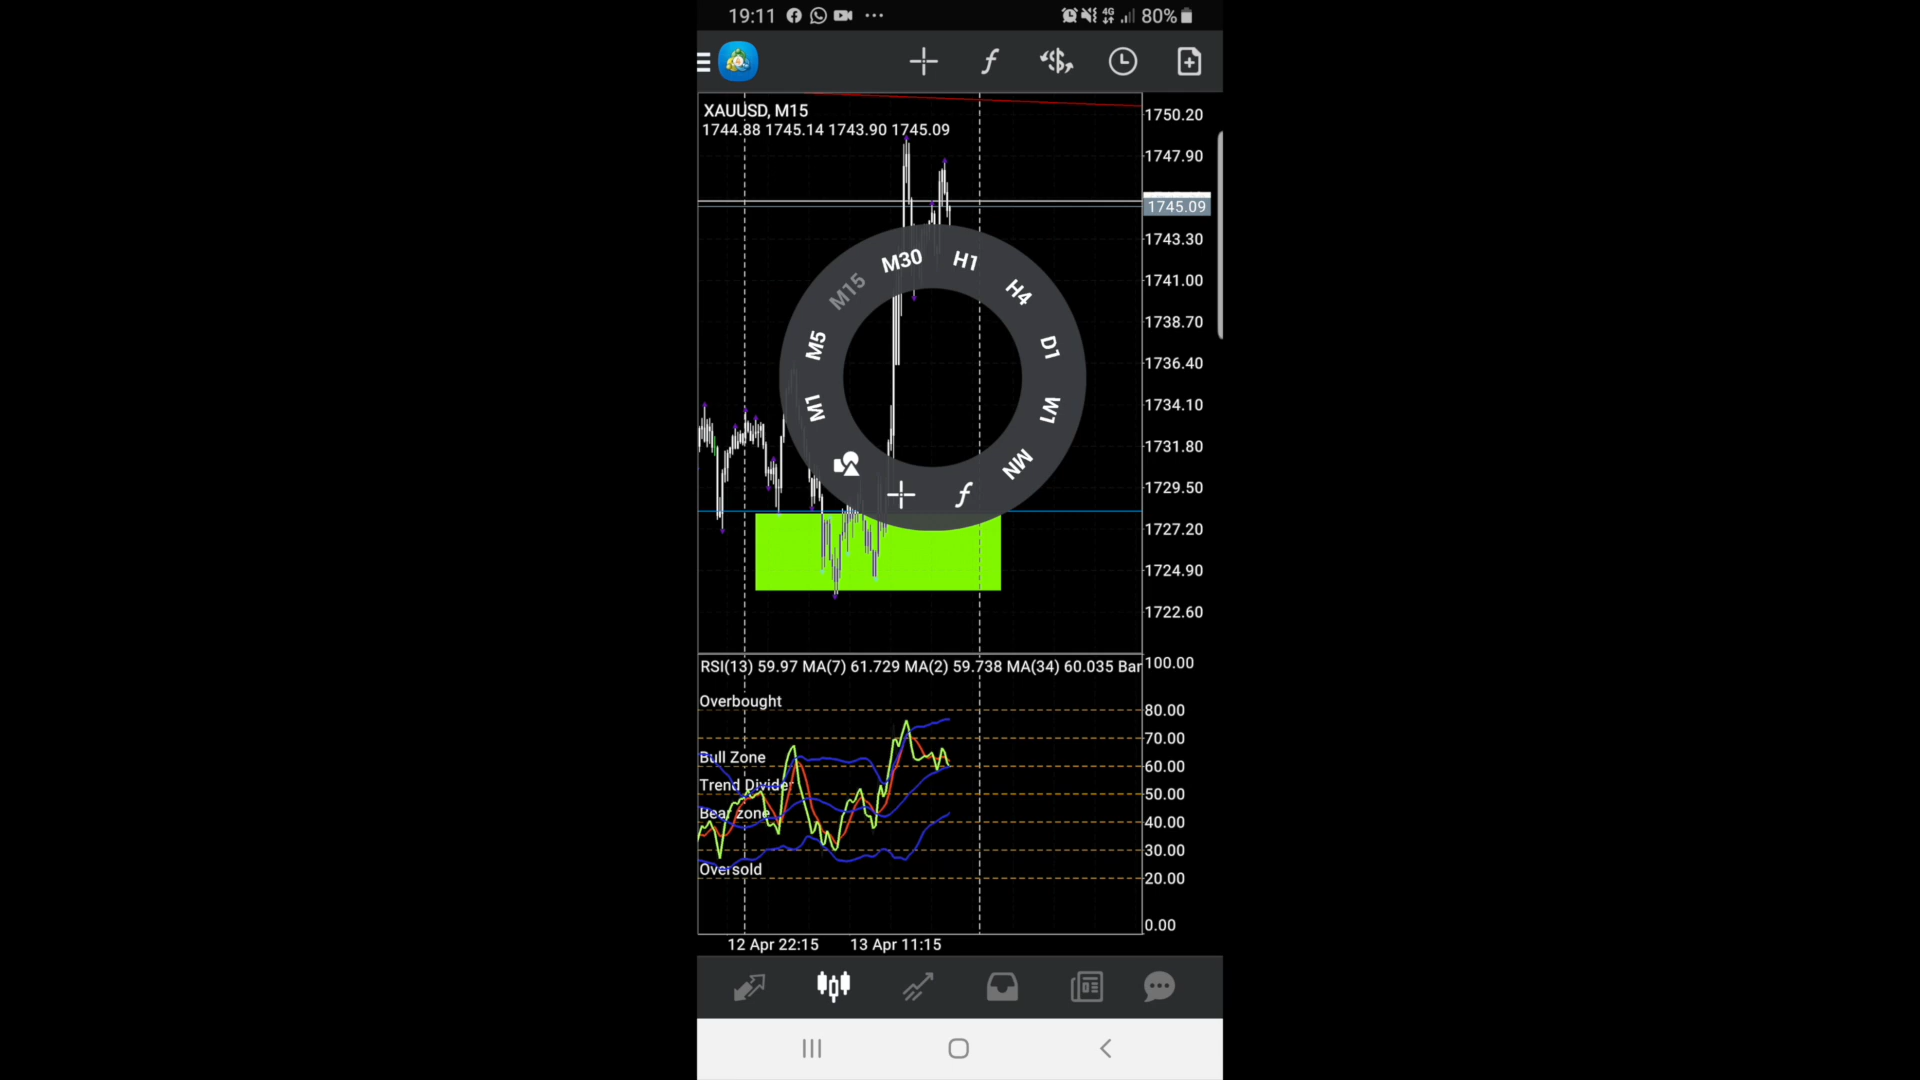 19:11 4G 80%
XAUUSD, M15
1744.88 1745.14 1743.90 1745.09
1750.20
1747.90
1745.09
1743.30
1741.00
1738.70
1736.40
1734.10
1731.80
1729.50
1727.20
1724.90
1722.60
M1
M5
M15
M30
H1
H4
D1
W1
MN
f
RSI(13) 59.97 MA(7) 61.729 MA(2) 59.738 MA(34) 60.035 Bar
100.00
Overbought
80.00
70.00
Bull Zone
60.00
Trend Divider
50.00
Bear zone
40.00
30.00
Oversold
20.00
0.00
12 Apr 22:15 13 Apr 11:15